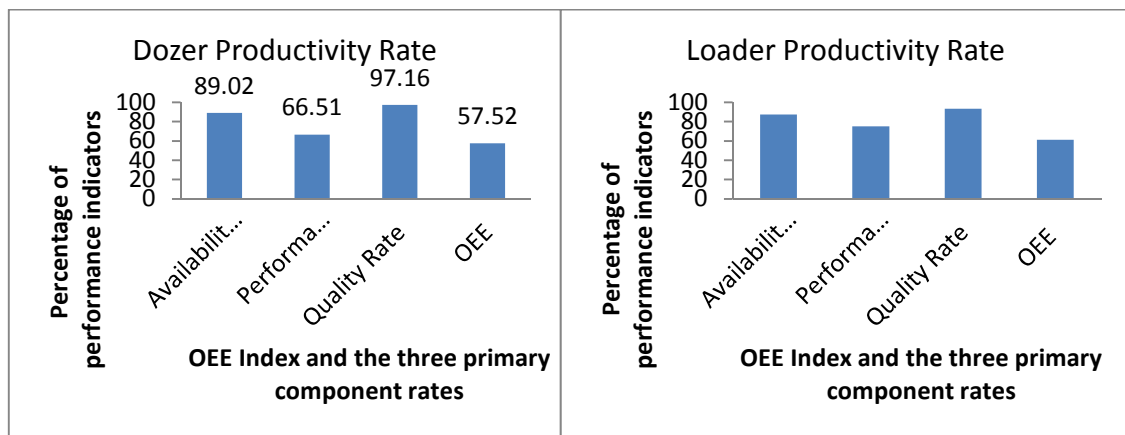 Dozer Productivity Rate
89.02
66.51
97.16
57.52
100
80
60
40
20
0
Percentage of
performance indicators
Availabilit...
Performa...
Quality Rate
OEE
OEE Index and the three primary
component rates
Loader Productivity Rate
100
80
60
40
20
0
Percentage of
performance indicators
Availabilit...
Performa...
Quality Rate
OEE
OEE Index and the three primary
component rates